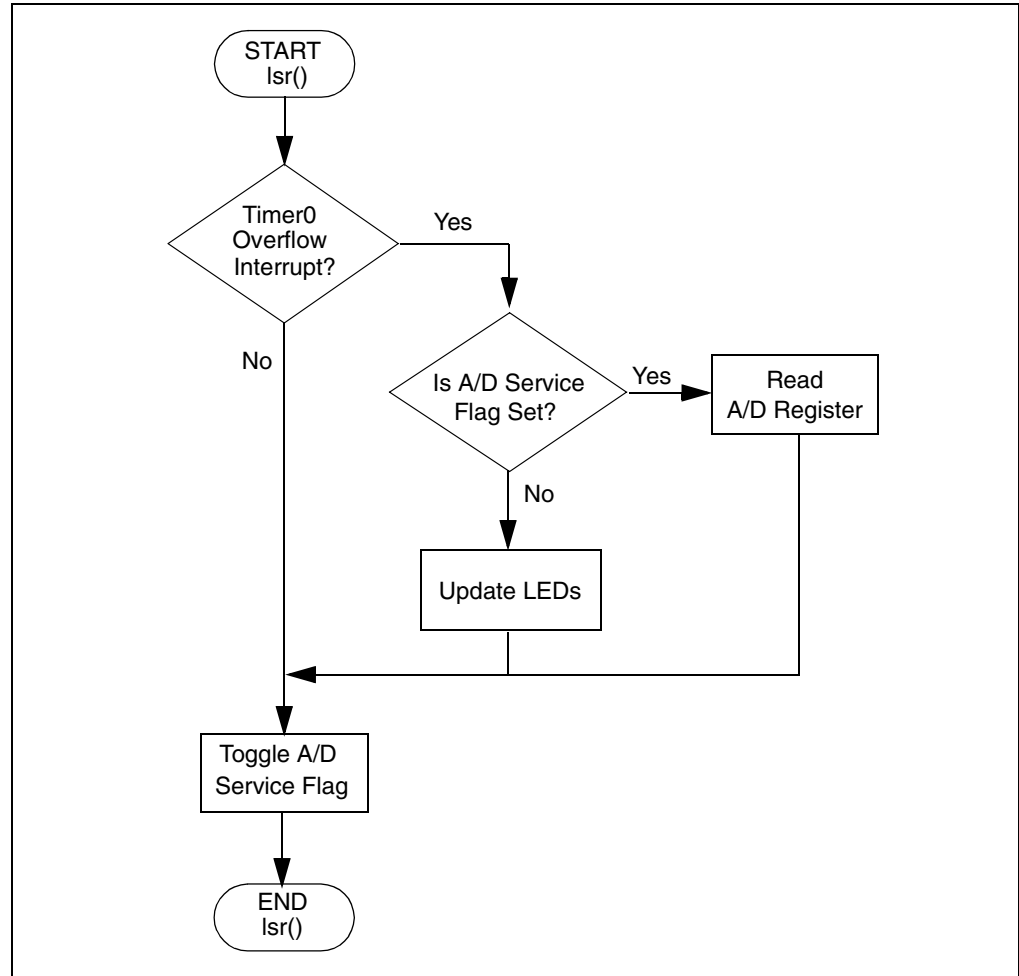 START
Isr()
Timer0
Overflow
Interrupt?
Yes
No
Is A/D Service
Flag Set?
Yes
Read
A/D Register
No
Update LEDs
Toggle A/D
Service Flag
END
Isr()